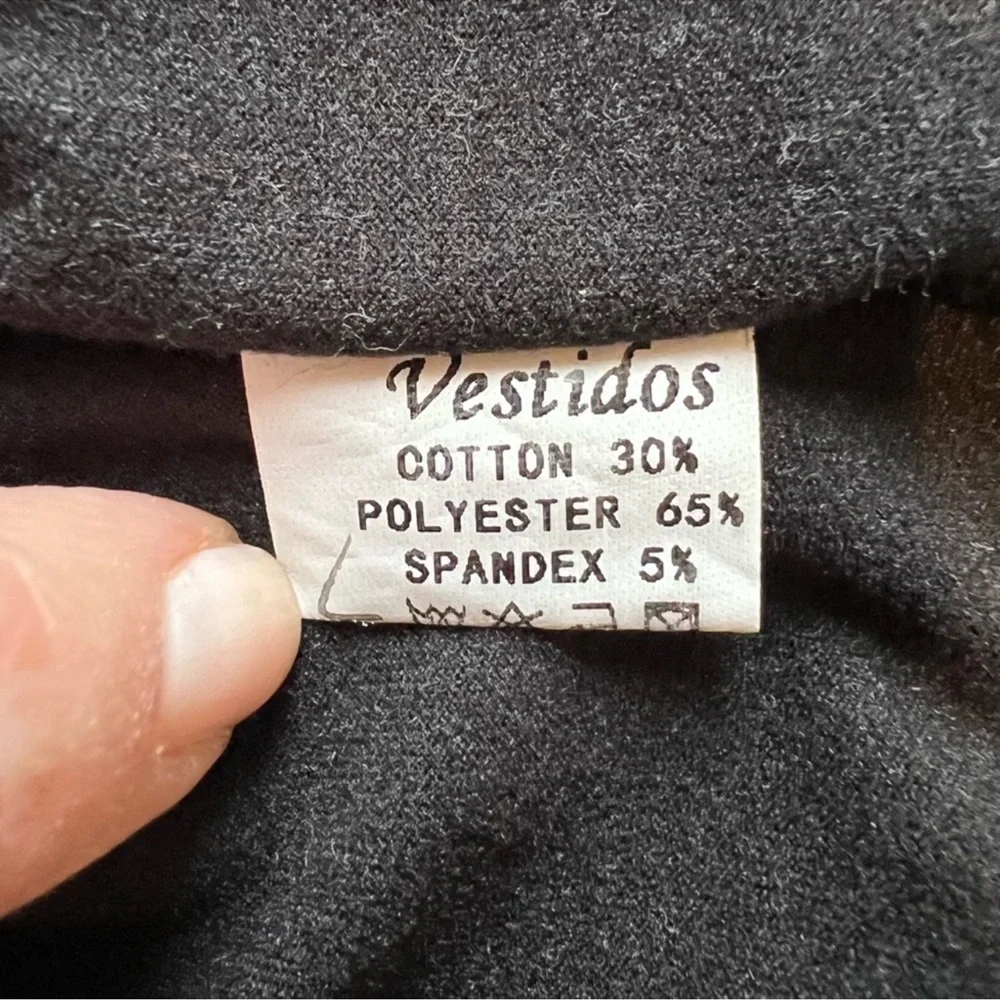 Vestidos
COTTON 30%
POLYESTER 65%
SPANDEX 5%